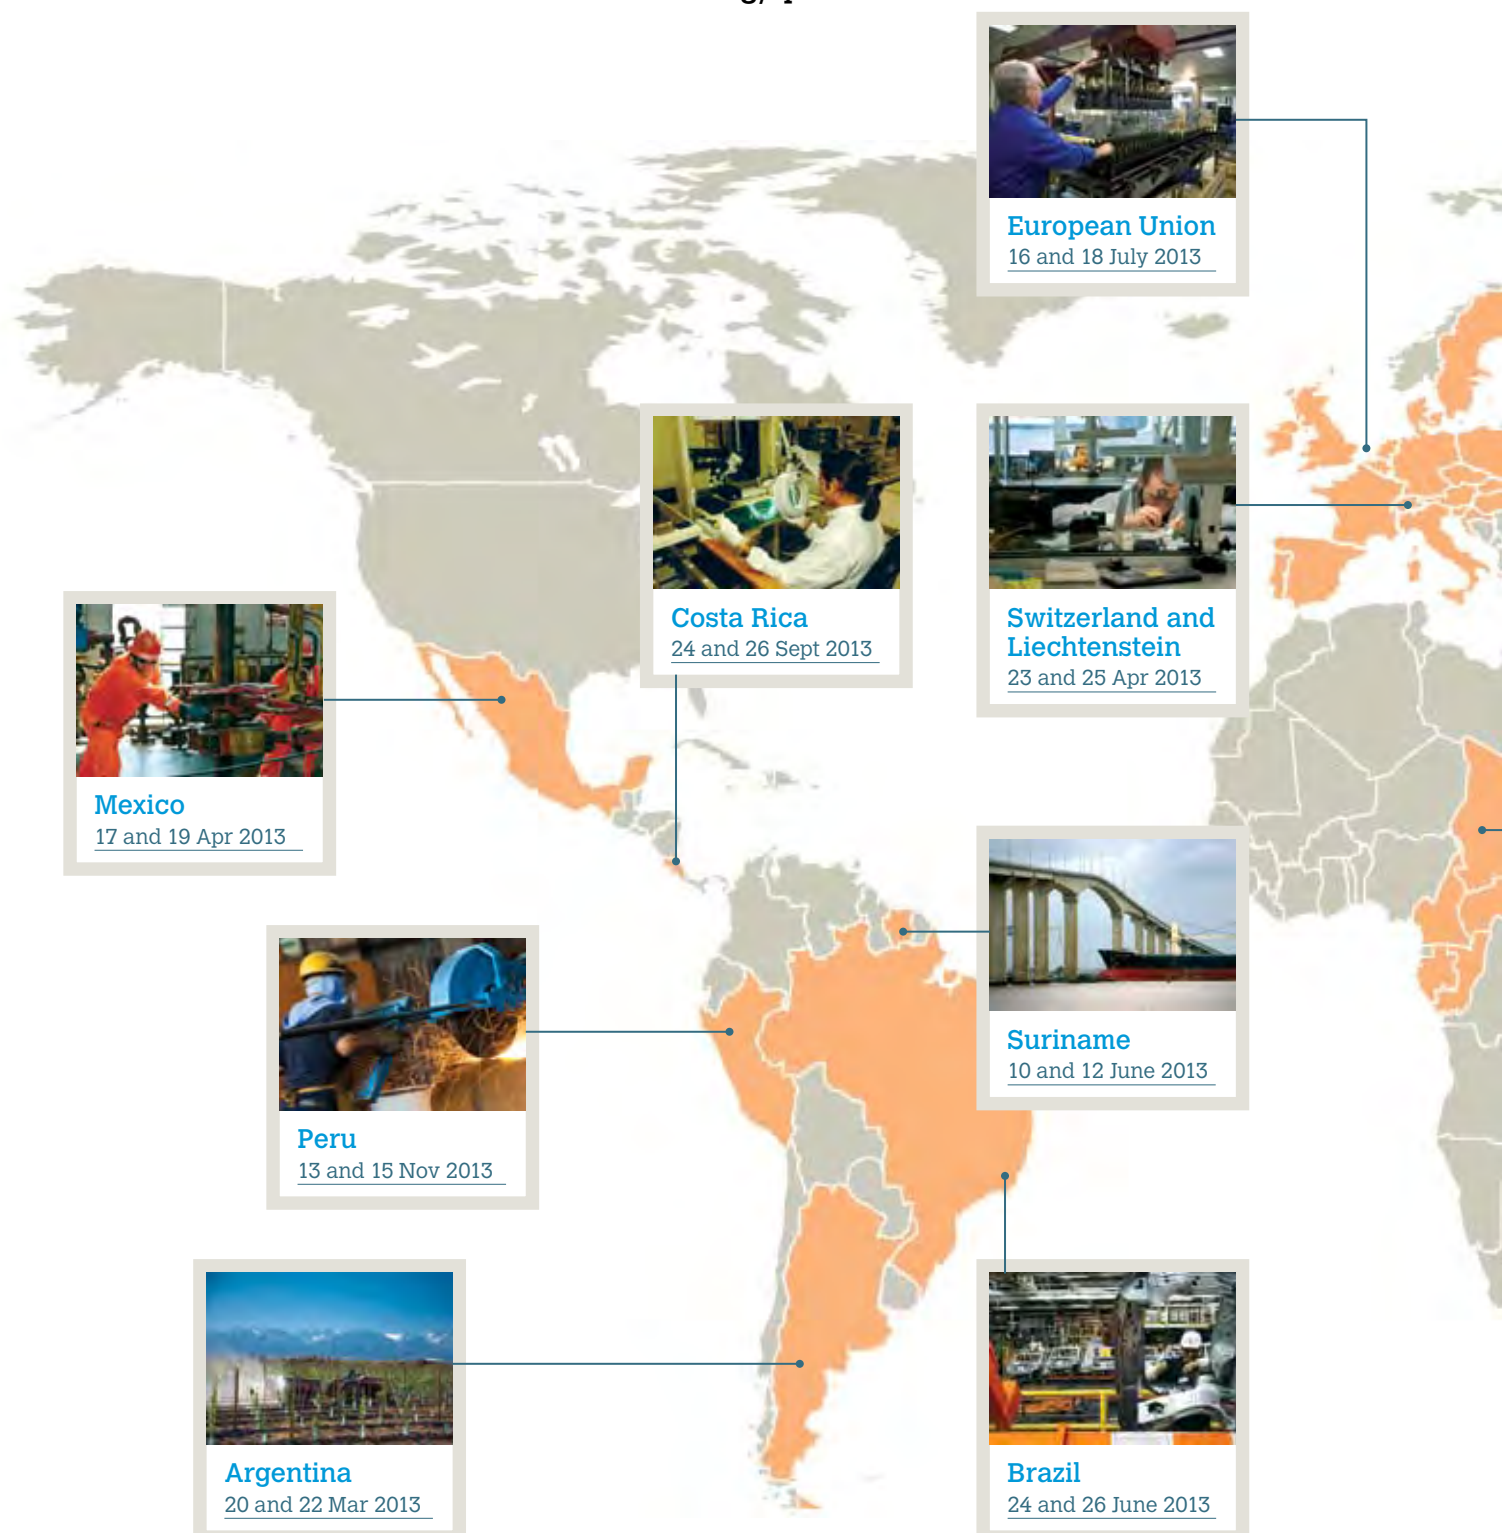 European Union
16 and 18 July 2013
Costa Rica
24 and 26 Sept 2013
Switzerland and
Liechtenstein
23 and 25 Apr 2013
Mexico
17 and 19 Apr 2013
Suriname
10 and 12 June 2013
Peru
13 and 15 Nov 2013
Argentina
20 and 22 Mar 2013
Brazil
24 and 26 June 2013